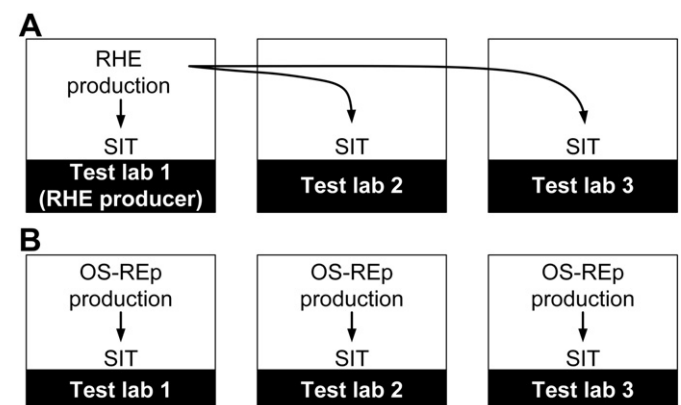 A
RHE
production
SIT
Test lab 1
(RHE producer)
SIT
Test lab 2
SIT
Test lab 3
B
OS-REp
production
SIT
Test lab 1
OS-REp
production
SIT
Test lab 2
OS-REp
production
SIT
Test lab 3